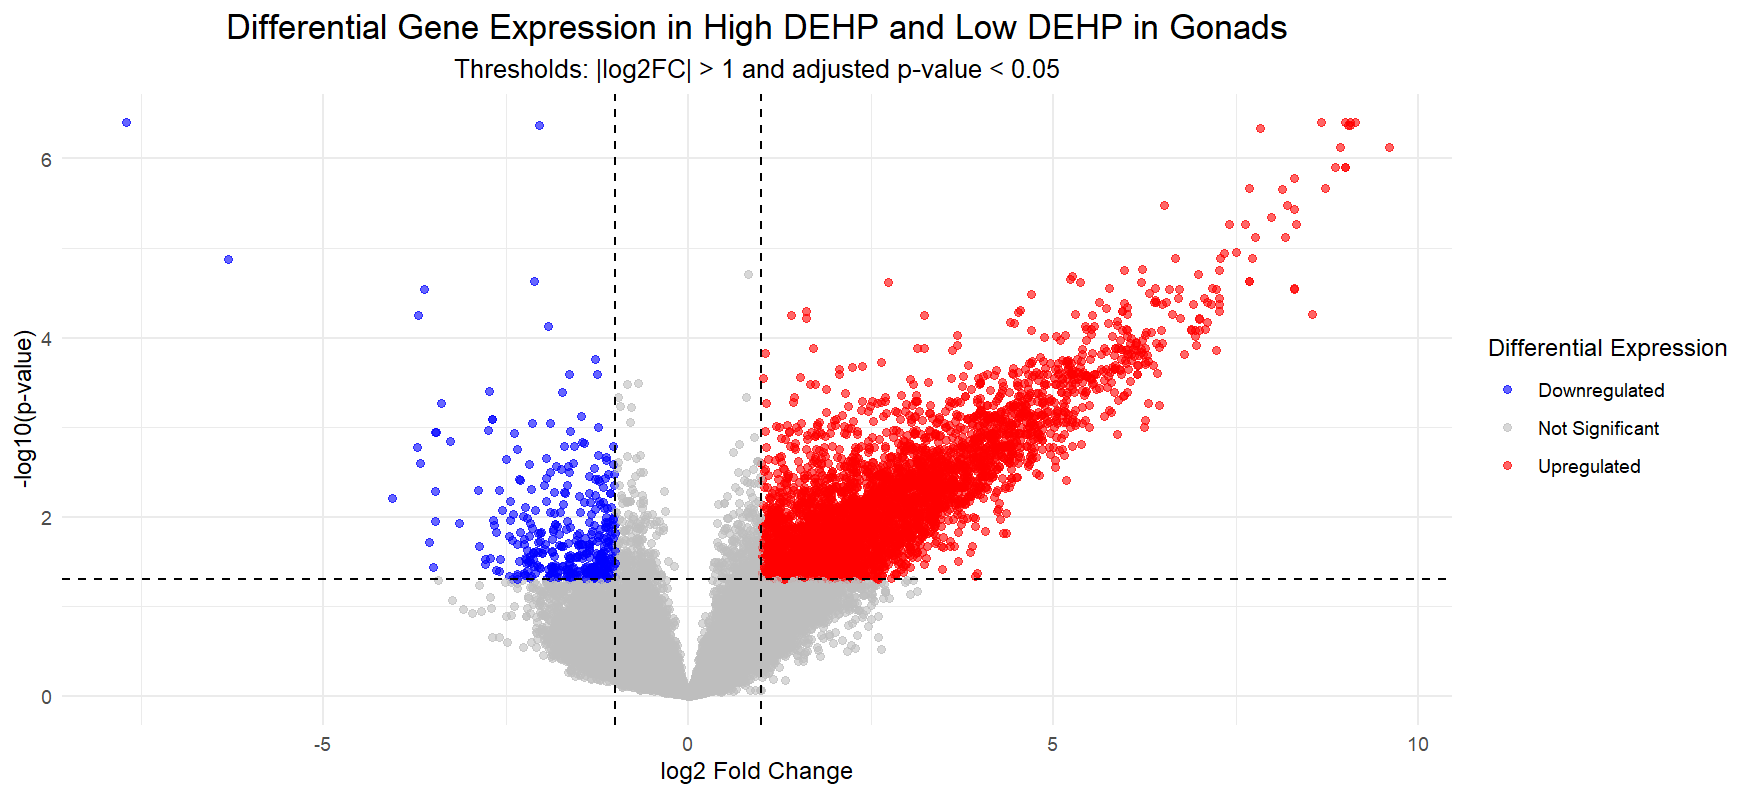 Differential Gene Expression in High DEHP and Low DEHP in Gonads
Thresholds: |log2FC| > 1 and adjusted p-value < 0.05
-log10(p-value)
6
4
2
0
-5
0
5
10
log2 Fold Change
Differential Expression
Downregulated
Not Significant
Upregulated